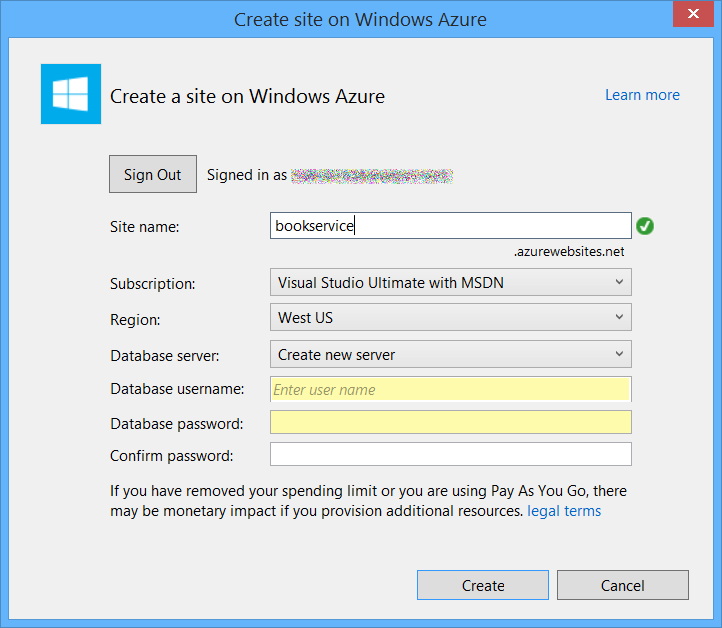 Create site on Windows Azure
Create a site on Windows Azure
Learn more
Sign Out
Signed in as
Site name:
bookservice
.azurewebsites.net
Subscription:
Visual Studio Ultimate with MSDN
Region:
West US
Database server:
Create new server
Database username:
Enter user name
Database password:
Confirm password:
If you have removed your spending limit or you are using Pay As You Go, there
may be monetary impact if you provision additional resources. legal terms
Create
Cancel